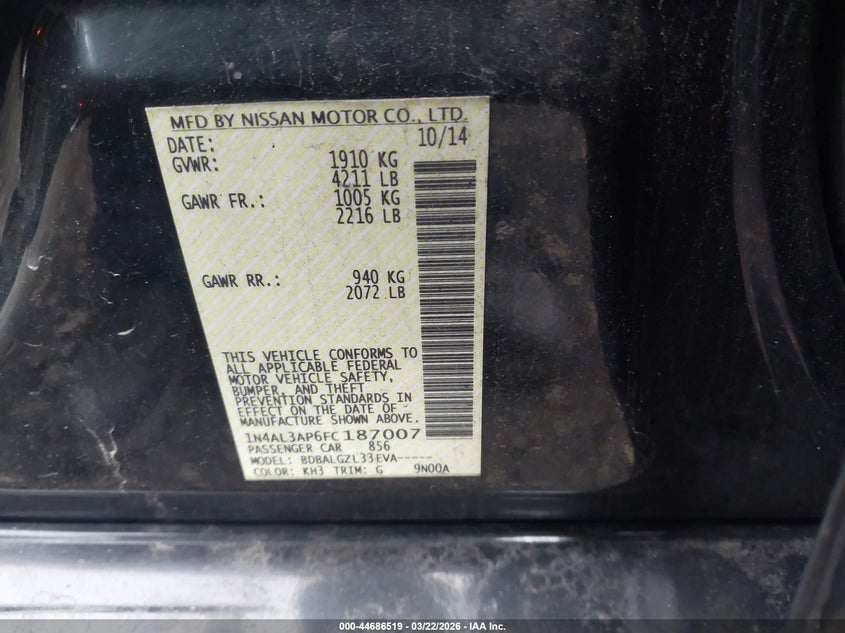 MFD BY NISSAN MOTOR CO., LTD.
DATE: 10/14
GVWR: 1910 KG
4211 LB
GAWR FR.: 1005 KG
2216 LB
GAWR RR.: 940 KG
2072 LB
THIS VEHICLE CONFORMS TO
ALL APPLICABLE FEDERAL
MOTOR VEHICLE SAFETY,
BUMPER, AND THEFT
PREVENTION STANDARDS IN
EFFECT ON THE DATE OF
MANUFACTURE SHOWN ABOVE.
1N4AL3AP6FC187007
PASSENGER CAR 856
MODEL: BDBALGZL33EVA-----
COLOR: KH3 TRIM: G 9N00A
000-44686519 - 03/22/2026 - IAA Inc.